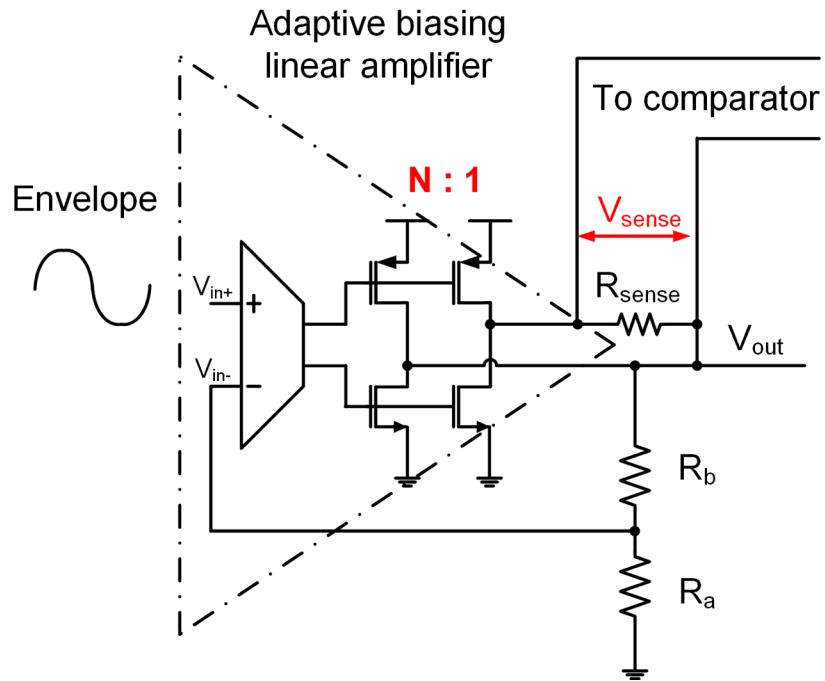 Adaptive biasing
linear amplifier
To comparator
N : 1
Envelope
Vsense
Vin+
+
Rsense
Vout
Vin-
−
Rb
Ra